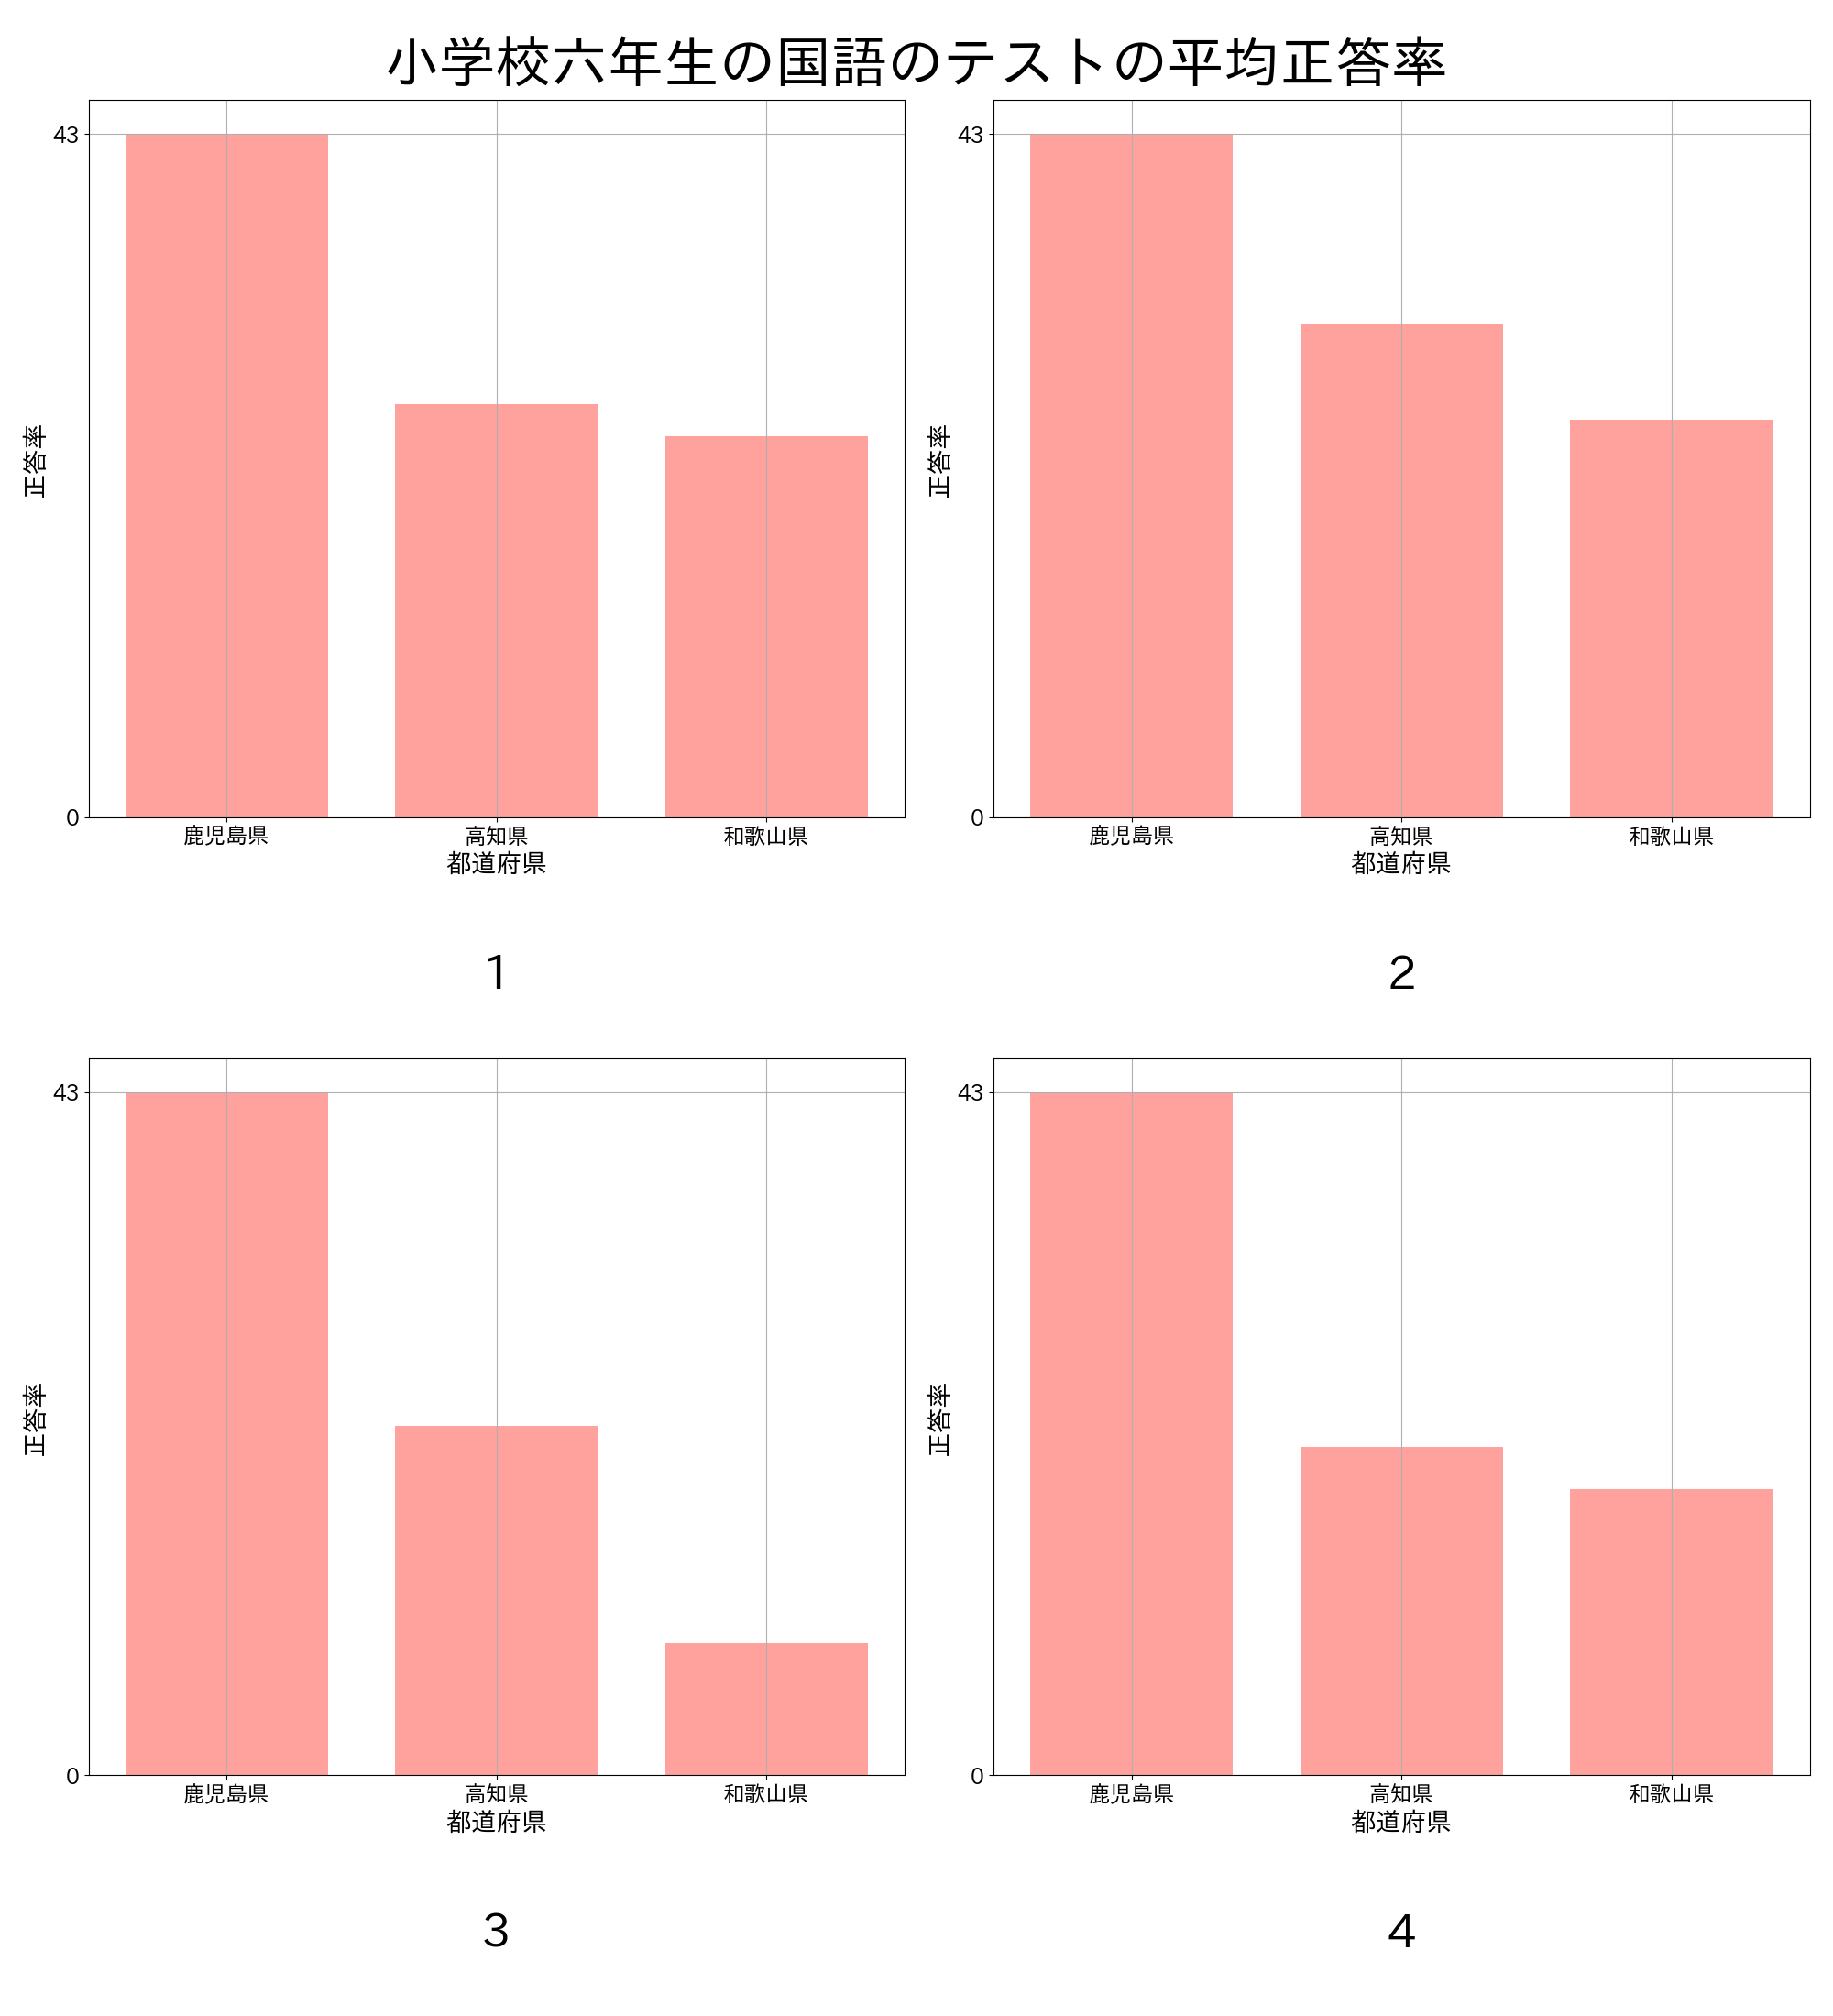 小学校六年生の国語のテストの平均正答率
43
0
正答率
鹿児島県 高知県 和歌山県
都道府県
1
43
0
正答率
鹿児島県 高知県 和歌山県
都道府県
2
43
0
正答率
鹿児島県 高知県 和歌山県
都道府県
3
43
0
正答率
鹿児島県 高知県 和歌山県
都道府県
4